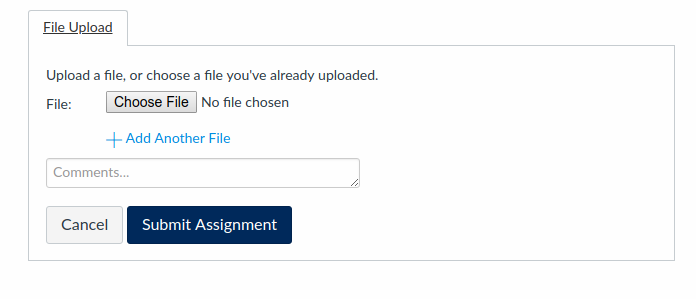 File Upload
Upload a file, or choose a file you've already uploaded.
File: Choose File No file chosen
Add Another File
Comments...
Cancel Submit Assignment